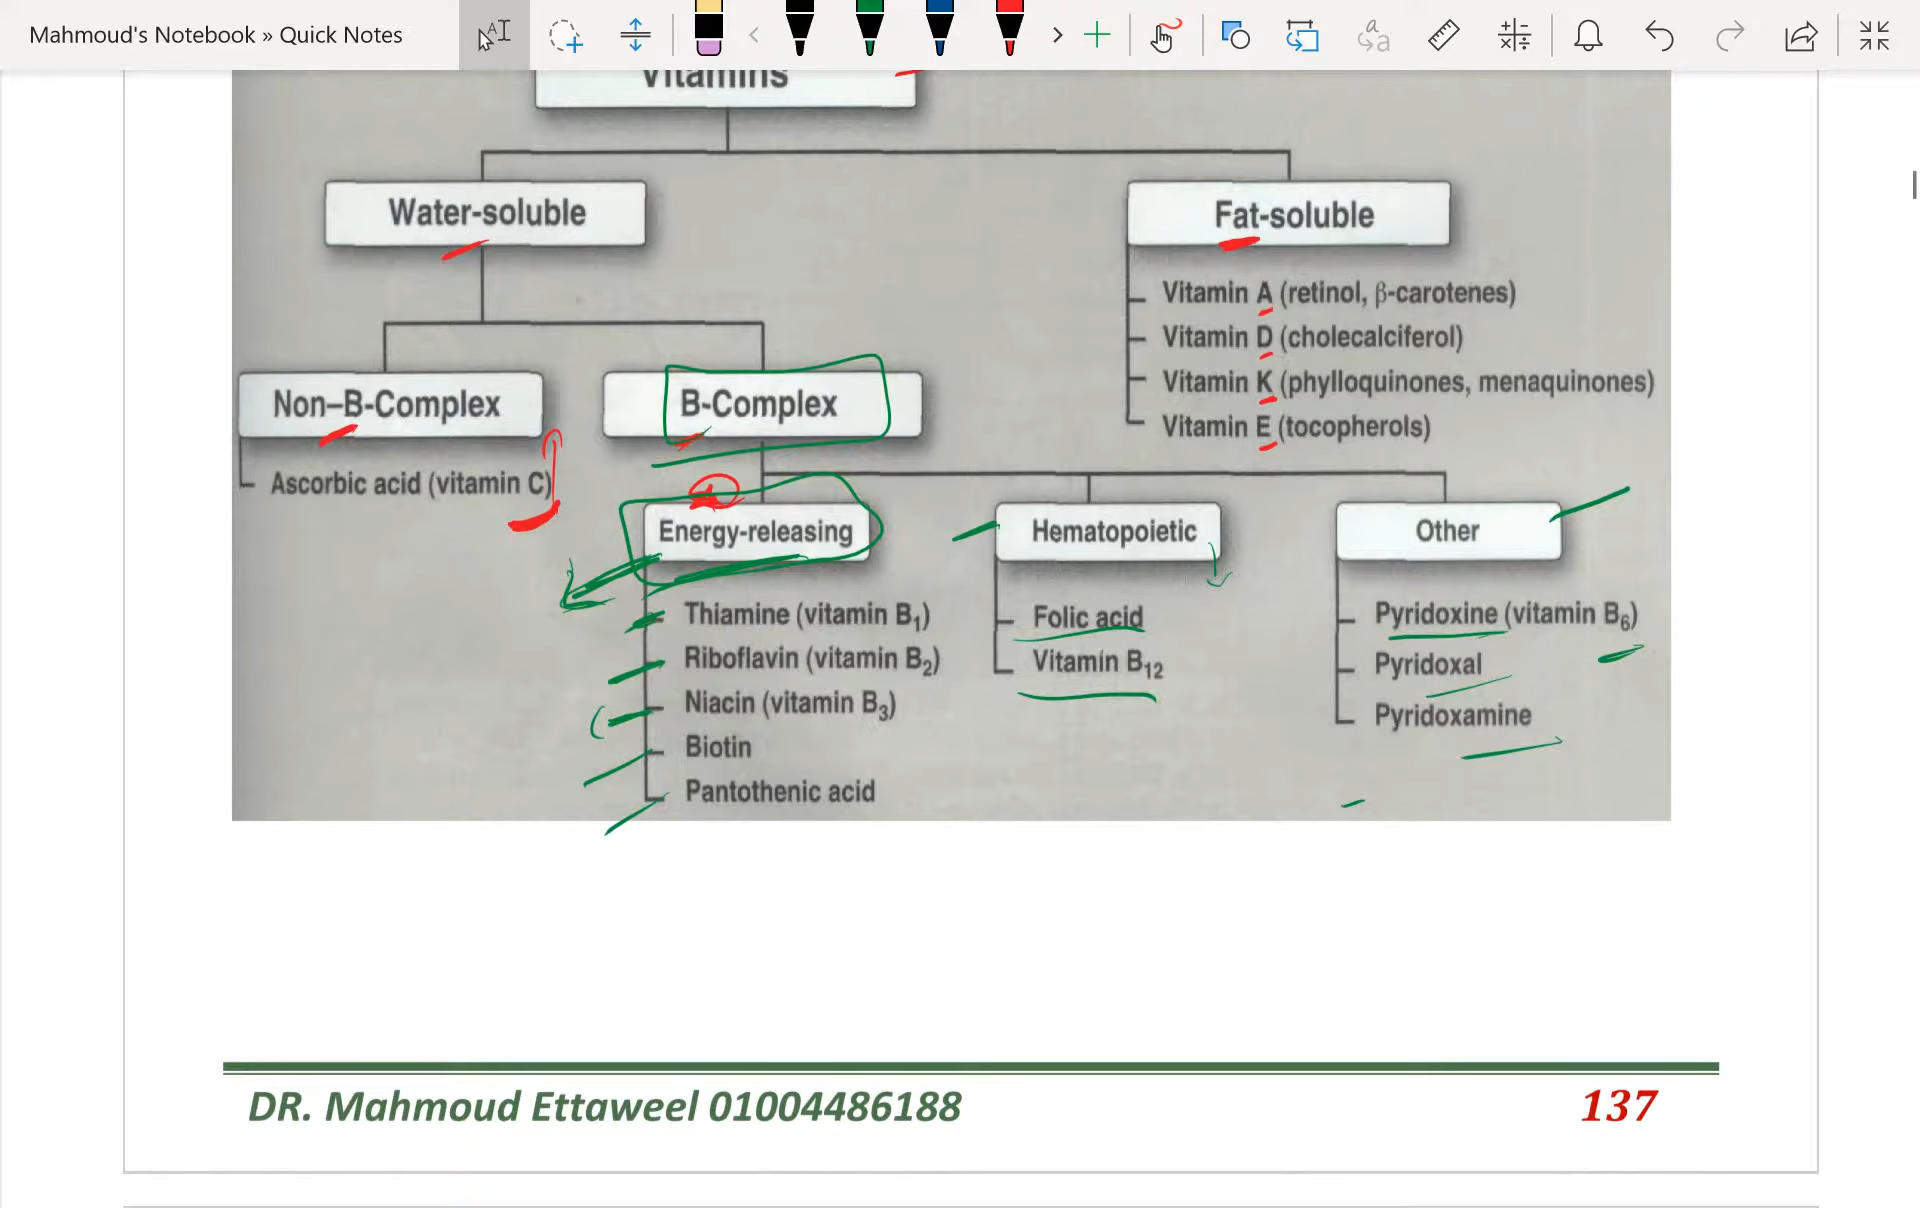 Mahmoud's Notebook » Quick Notes
Vitamins
Water-soluble
Fat-soluble
Vitamin A (retinol, β-carotenes)
Vitamin D (cholecalciferol)
Vitamin K (phylloquinones, menaquinones)
Vitamin E (tocopherols)
Non–B-Complex
B-Complex
Ascorbic acid (vitamin C)
Energy-releasing
Hematopoietic
Other
Thiamine (vitamin B₁)
Riboflavin (vitamin B₂)
Niacin (vitamin B₃)
Biotin
Pantothenic acid
Folic acid
Vitamin B₁₂
Pyridoxine (vitamin B₆)
Pyridoxal
Pyridoxamine
DR. Mahmoud Ettaweel 01004486188
137